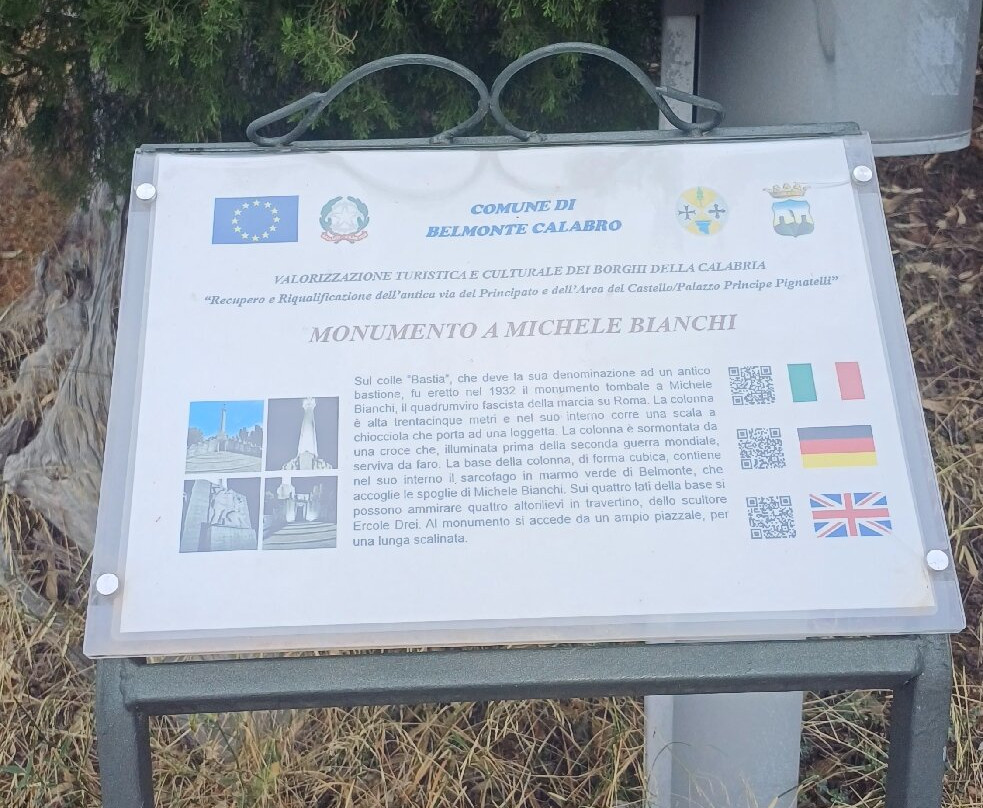 COMUNE DI
BELMONTE CALABRO
VALORIZZAZIONE TURISTICA E CULTURALE DEI BORGHI DELLA CALABRIA
“Recupero e Riqualificazione dell’antica via del Principato e dell’Area del Castello/Palazzo Principe Pignatelli”
MONUMENTO A MICHELE BIANCHI
Sul colle “Bastia”, che deve la sua denominazione ad un antico
bastione, fu eretto nel 1932 il monumento tombale a Michele
Bianchi, il quadrumviro fascista della marcia su Roma. La colonna
è alta trentacinque metri e nel suo interno corre una scala a
chiocciola che porta ad una loggetta. La colonna è sormontata da
una croce che, illuminata prima della seconda guerra mondiale,
serviva da faro. La base della colonna, di forma cubica, contiene
nel suo interno il sarcofago in marmo verde di Belmonte, che
accoglie le spoglie di Michele Bianchi. Sui quattro lati della base si
possono ammirare quattro altorilievi in travertino, dello scultore
Ercole Drei. Al monumento si accede da un ampio piazzale, per
una lunga scalinata.